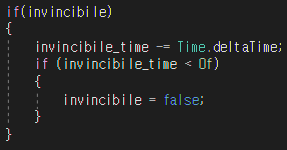 if(invincibile)
{
invincibile_time -= Time.deltaTime;
if (invincibile_time < 0f)
{
invincibile = false;
}
}